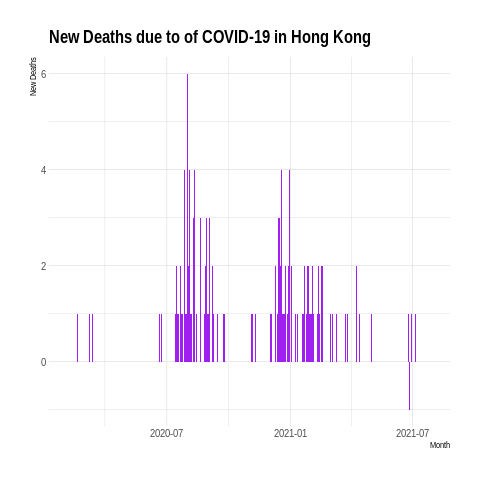 New Deaths due to of COVID-19 in Hong Kong
New Deaths
6
4
2
0
2020-07 2021-01 2021-07
Month